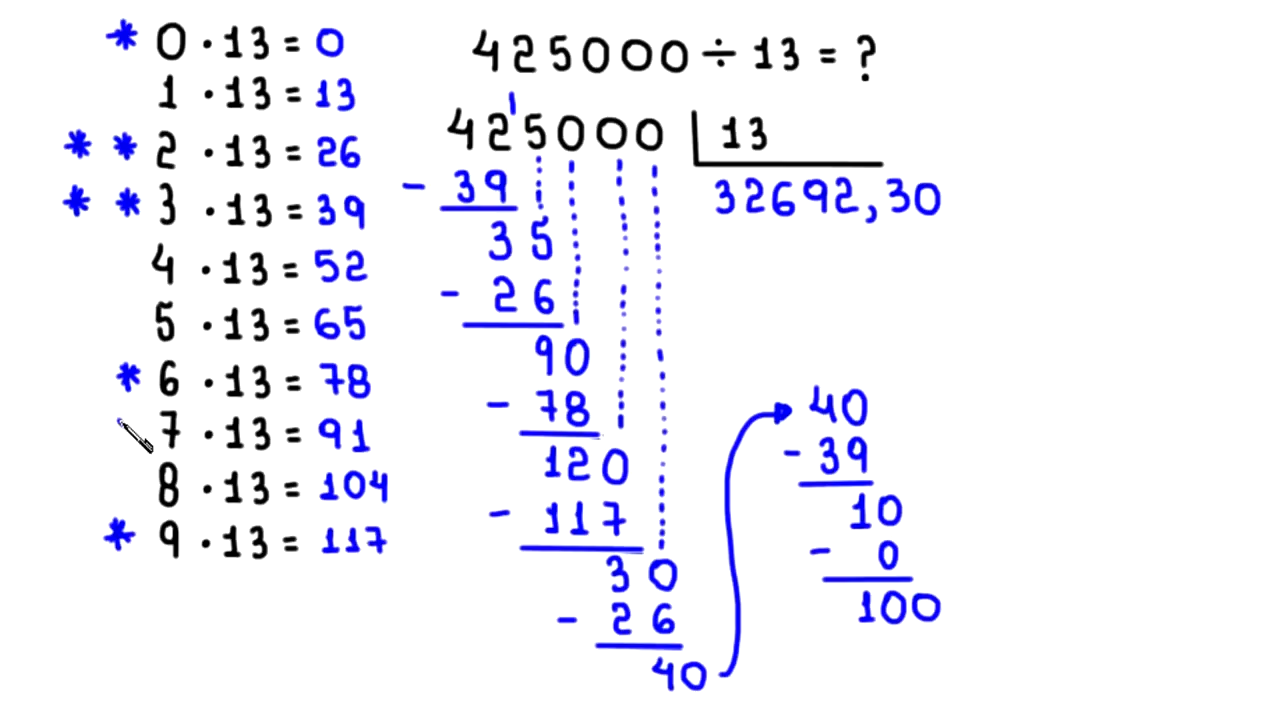 * 0 · 13 = 0
1 · 13 = 13
* * 2 · 13 = 26
* * 3 · 13 = 39
4 · 13 = 52
5 · 13 = 65
* 6 · 13 = 78
7 · 13 = 91
8 · 13 = 104
* 9 · 13 = 117
425000 ÷ 13 = ?
42'5000 | 13
32692,30
- 39
35
- 26
90
- 78
120
- 117
30
- 26
40
40
- 39
10
- 0
100